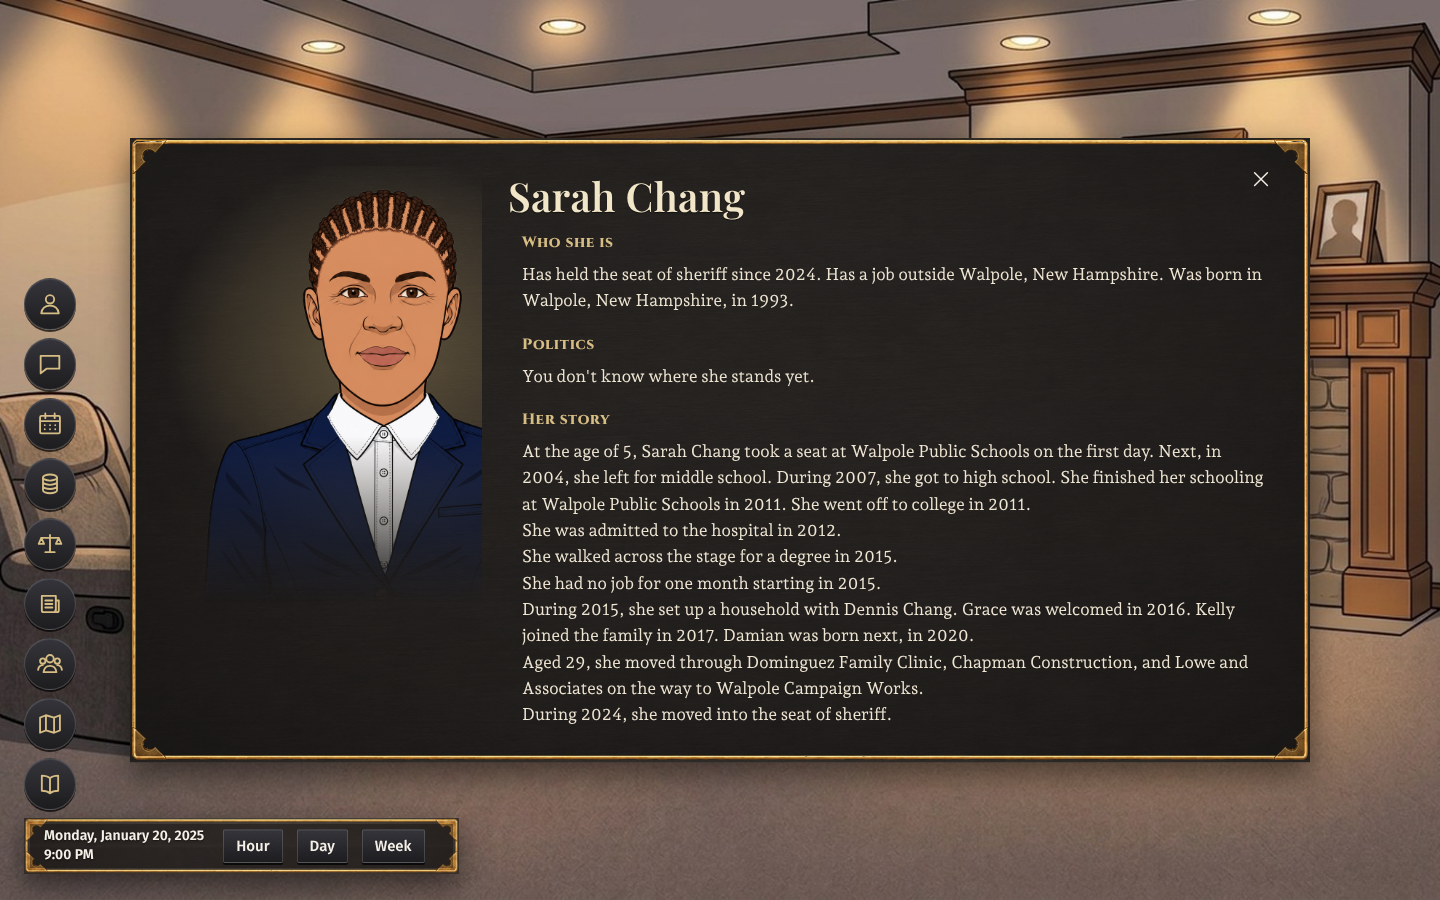 Sarah Chang
Who she is
Has held the seat of sheriff since 2024. Has a job outside Walpole, New Hampshire. Was born in
Walpole, New Hampshire, in 1993.
Politics
You don't know where she stands yet.
Her story
At the age of 5, Sarah Chang took a seat at Walpole Public Schools on the first day. Next, in
2004, she left for middle school. During 2007, she got to high school. She finished her schooling
at Walpole Public Schools in 2011. She went off to college in 2011.
She was admitted to the hospital in 2012.
She walked across the stage for a degree in 2015.
She had no job for one month starting in 2015.
During 2015, she set up a household with Dennis Chang. Grace was welcomed in 2016. Kelly
joined the family in 2017. Damian was born next, in 2020.
Aged 29, she moved through Dominguez Family Clinic, Chapman Construction, and Lowe and
Associates on the way to Walpole Campaign Works.
During 2024, she moved into the seat of sheriff.
Monday, January 20, 2025
9:00 PM
Hour
Day
Week